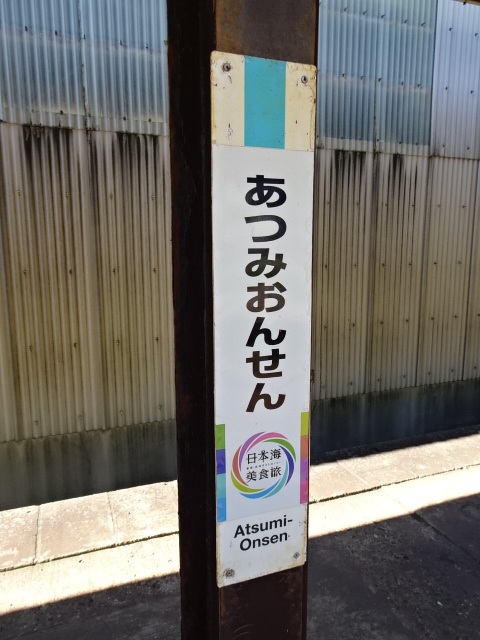 あつみおんせん
日本海
美食旅
Atsumi-
Onsen